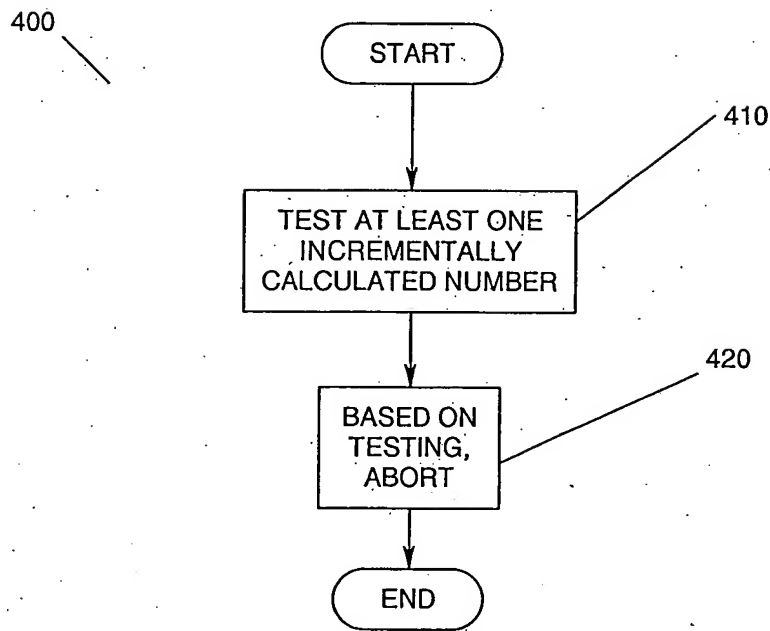 400
START
410
TEST AT LEAST ONE
INCREMENTALLY
CALCULATED NUMBER
420
BASED ON
TESTING,
ABORT
END